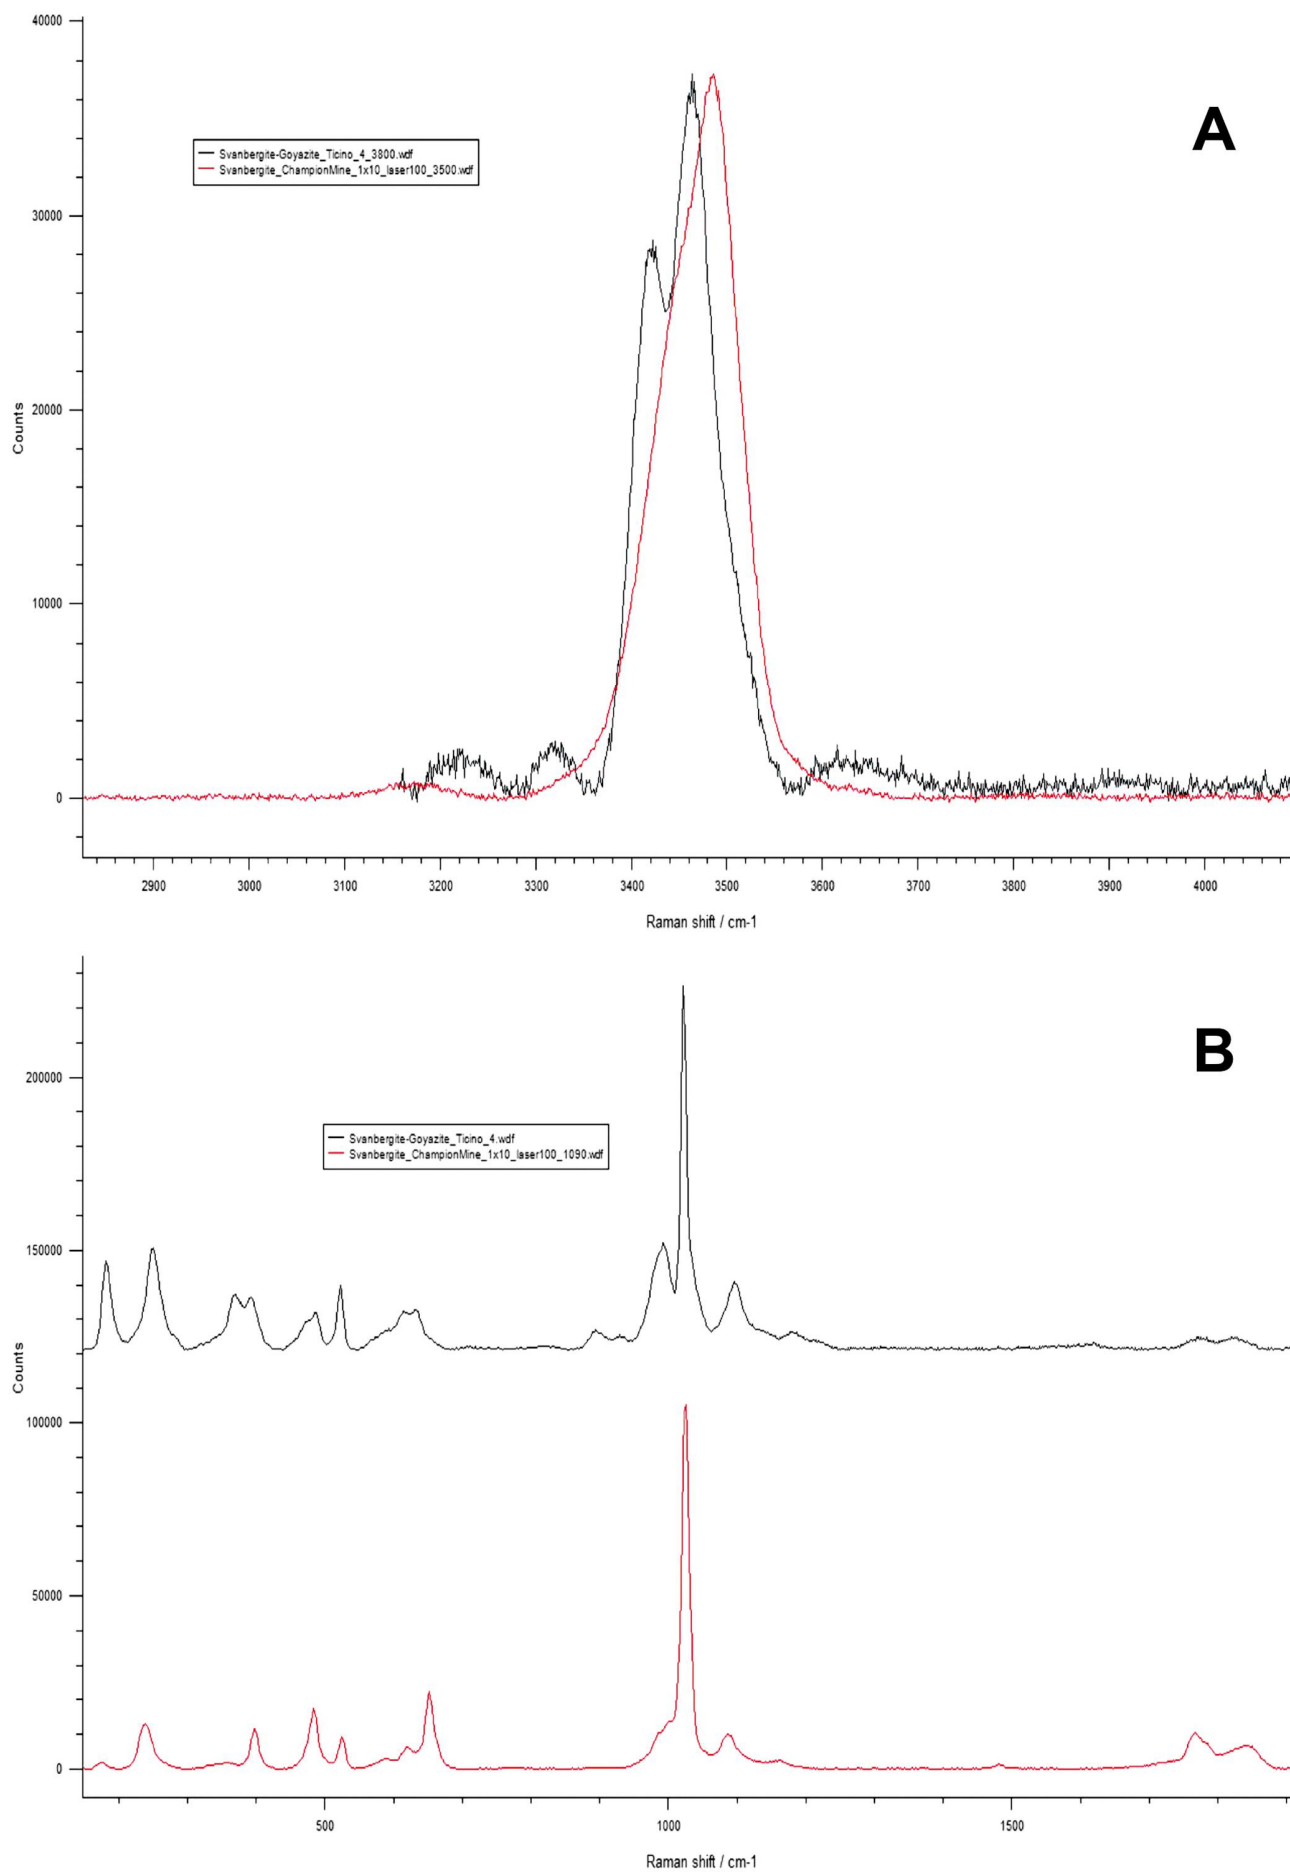 40000
A
Svanbergite-Goyazite_Ticino_4_3800.wdf
Svanbergite_ChampionMine_1x10_laser100_3500.wdf
30000
20000
Counts
10000
0
2900 3000 3100 3200 3300 3400 3500 3600 3700 3800 3900 4000
Raman shift / cm-1
B
200000
Svanbergite-Goyazite_Ticino_4.wdf
Svanbergite_ChampionMine_1x10_laser100_1090.wdf
150000
Counts
100000
50000
0
500 1000 1500
Raman shift / cm-1